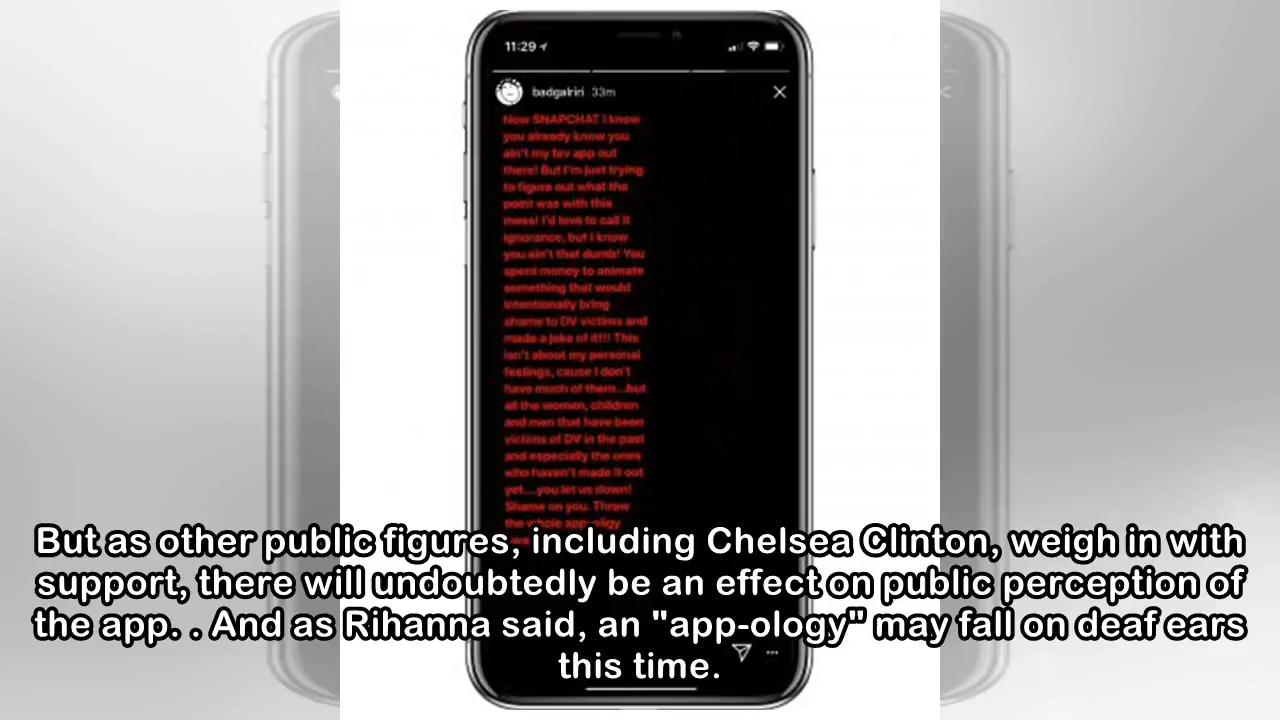 11:29
badgalriri 33m
Now SNAPCHAT I know
you already know you
ain't my fav app out
there! But I'm just trying
to figure out what the
point was with this
mess! I'd love to call it
ignorance, but I know
you ain't that dumb! You
spent money to animate
something that would
intentionally bring
shame to DV victims and
made a joke of it!!! This
isn't about my personal
feelings, cause I don't
have much of them...but
all the women, children
and men that have been
victims of DV in the past
and especially the ones
who haven't made it out
yet....you let us down!
Shame on you. Throw
the whole app-oligy
But as other public figures, including Chelsea Clinton, weigh in with
support, there will undoubtedly be an effect on public perception of
the app. . And as Rihanna said, an "app-ology" may fall on deaf ears
this time.